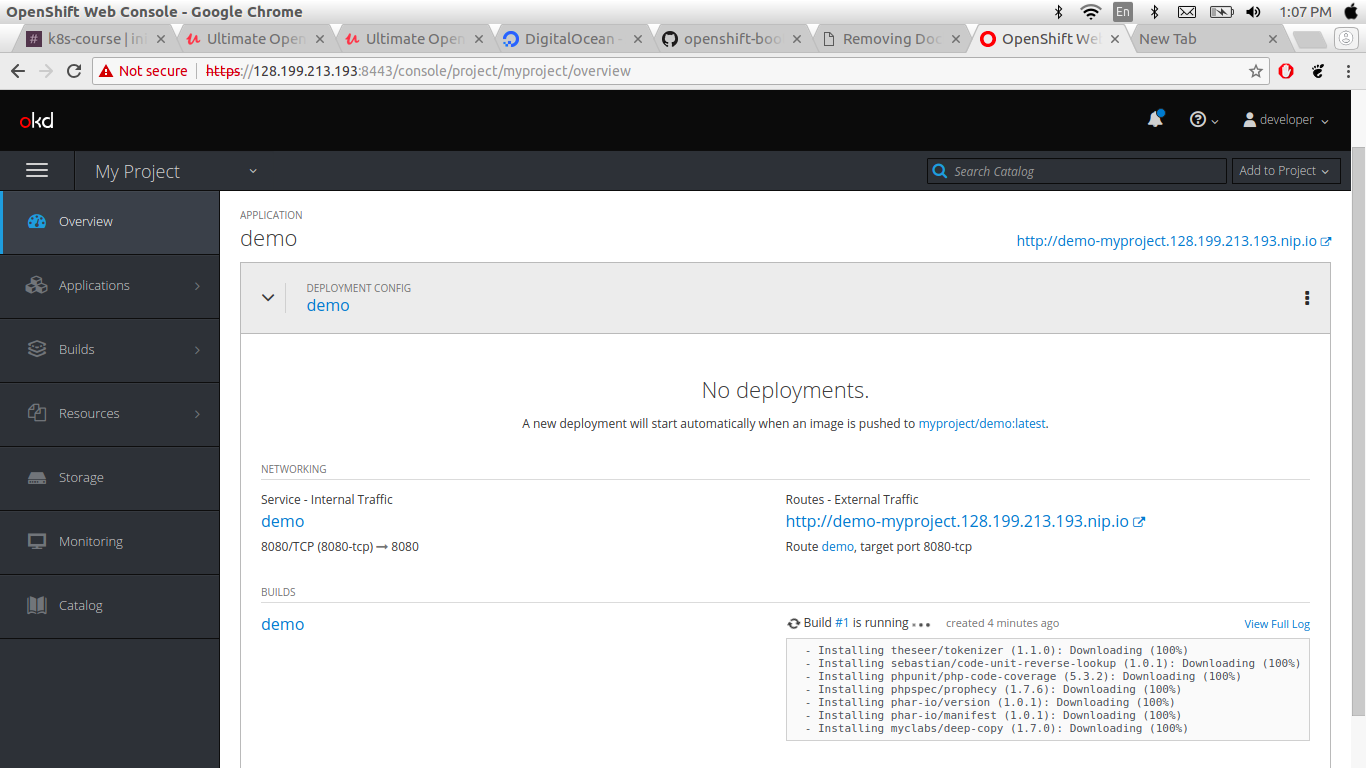 OpenShift Web Console - Google Chrome
En
1:07 PM
k8s-course | in
Ultimate Open
Ultimate Open
DigitalOcean -
openshift-boo
Removing Doc
OpenShift Web
New Tab
Not secure https://128.199.213.193:8443/console/project/myproject/overview
okd
developer
My Project
Search Catalog
Add to Project
Overview
Applications
Builds
Resources
Storage
Monitoring
Catalog
APPLICATION
demo
http://demo-myproject.128.199.213.193.nip.io
DEPLOYMENT CONFIG
demo
No deployments.
A new deployment will start automatically when an image is pushed to myproject/demo:latest.
NETWORKING
Service - Internal Traffic
demo
8080/TCP (8080-tcp) → 8080
Routes - External Traffic
http://demo-myproject.128.199.213.193.nip.io
Route demo, target port 8080-tcp
BUILDS
demo
Build #1 is running created 4 minutes ago View Full Log
- Installing theseer/tokenizer (1.1.0): Downloading (100%)
- Installing sebastian/code-unit-reverse-lookup (1.0.1): Downloading (100%)
- Installing phpunit/php-code-coverage (5.3.2): Downloading (100%)
- Installing phpspec/prophecy (1.7.6): Downloading (100%)
- Installing phar-io/version (1.0.1): Downloading (100%)
- Installing phar-io/manifest (1.0.1): Downloading (100%)
- Installing myclabs/deep-copy (1.7.0): Downloading (100%)